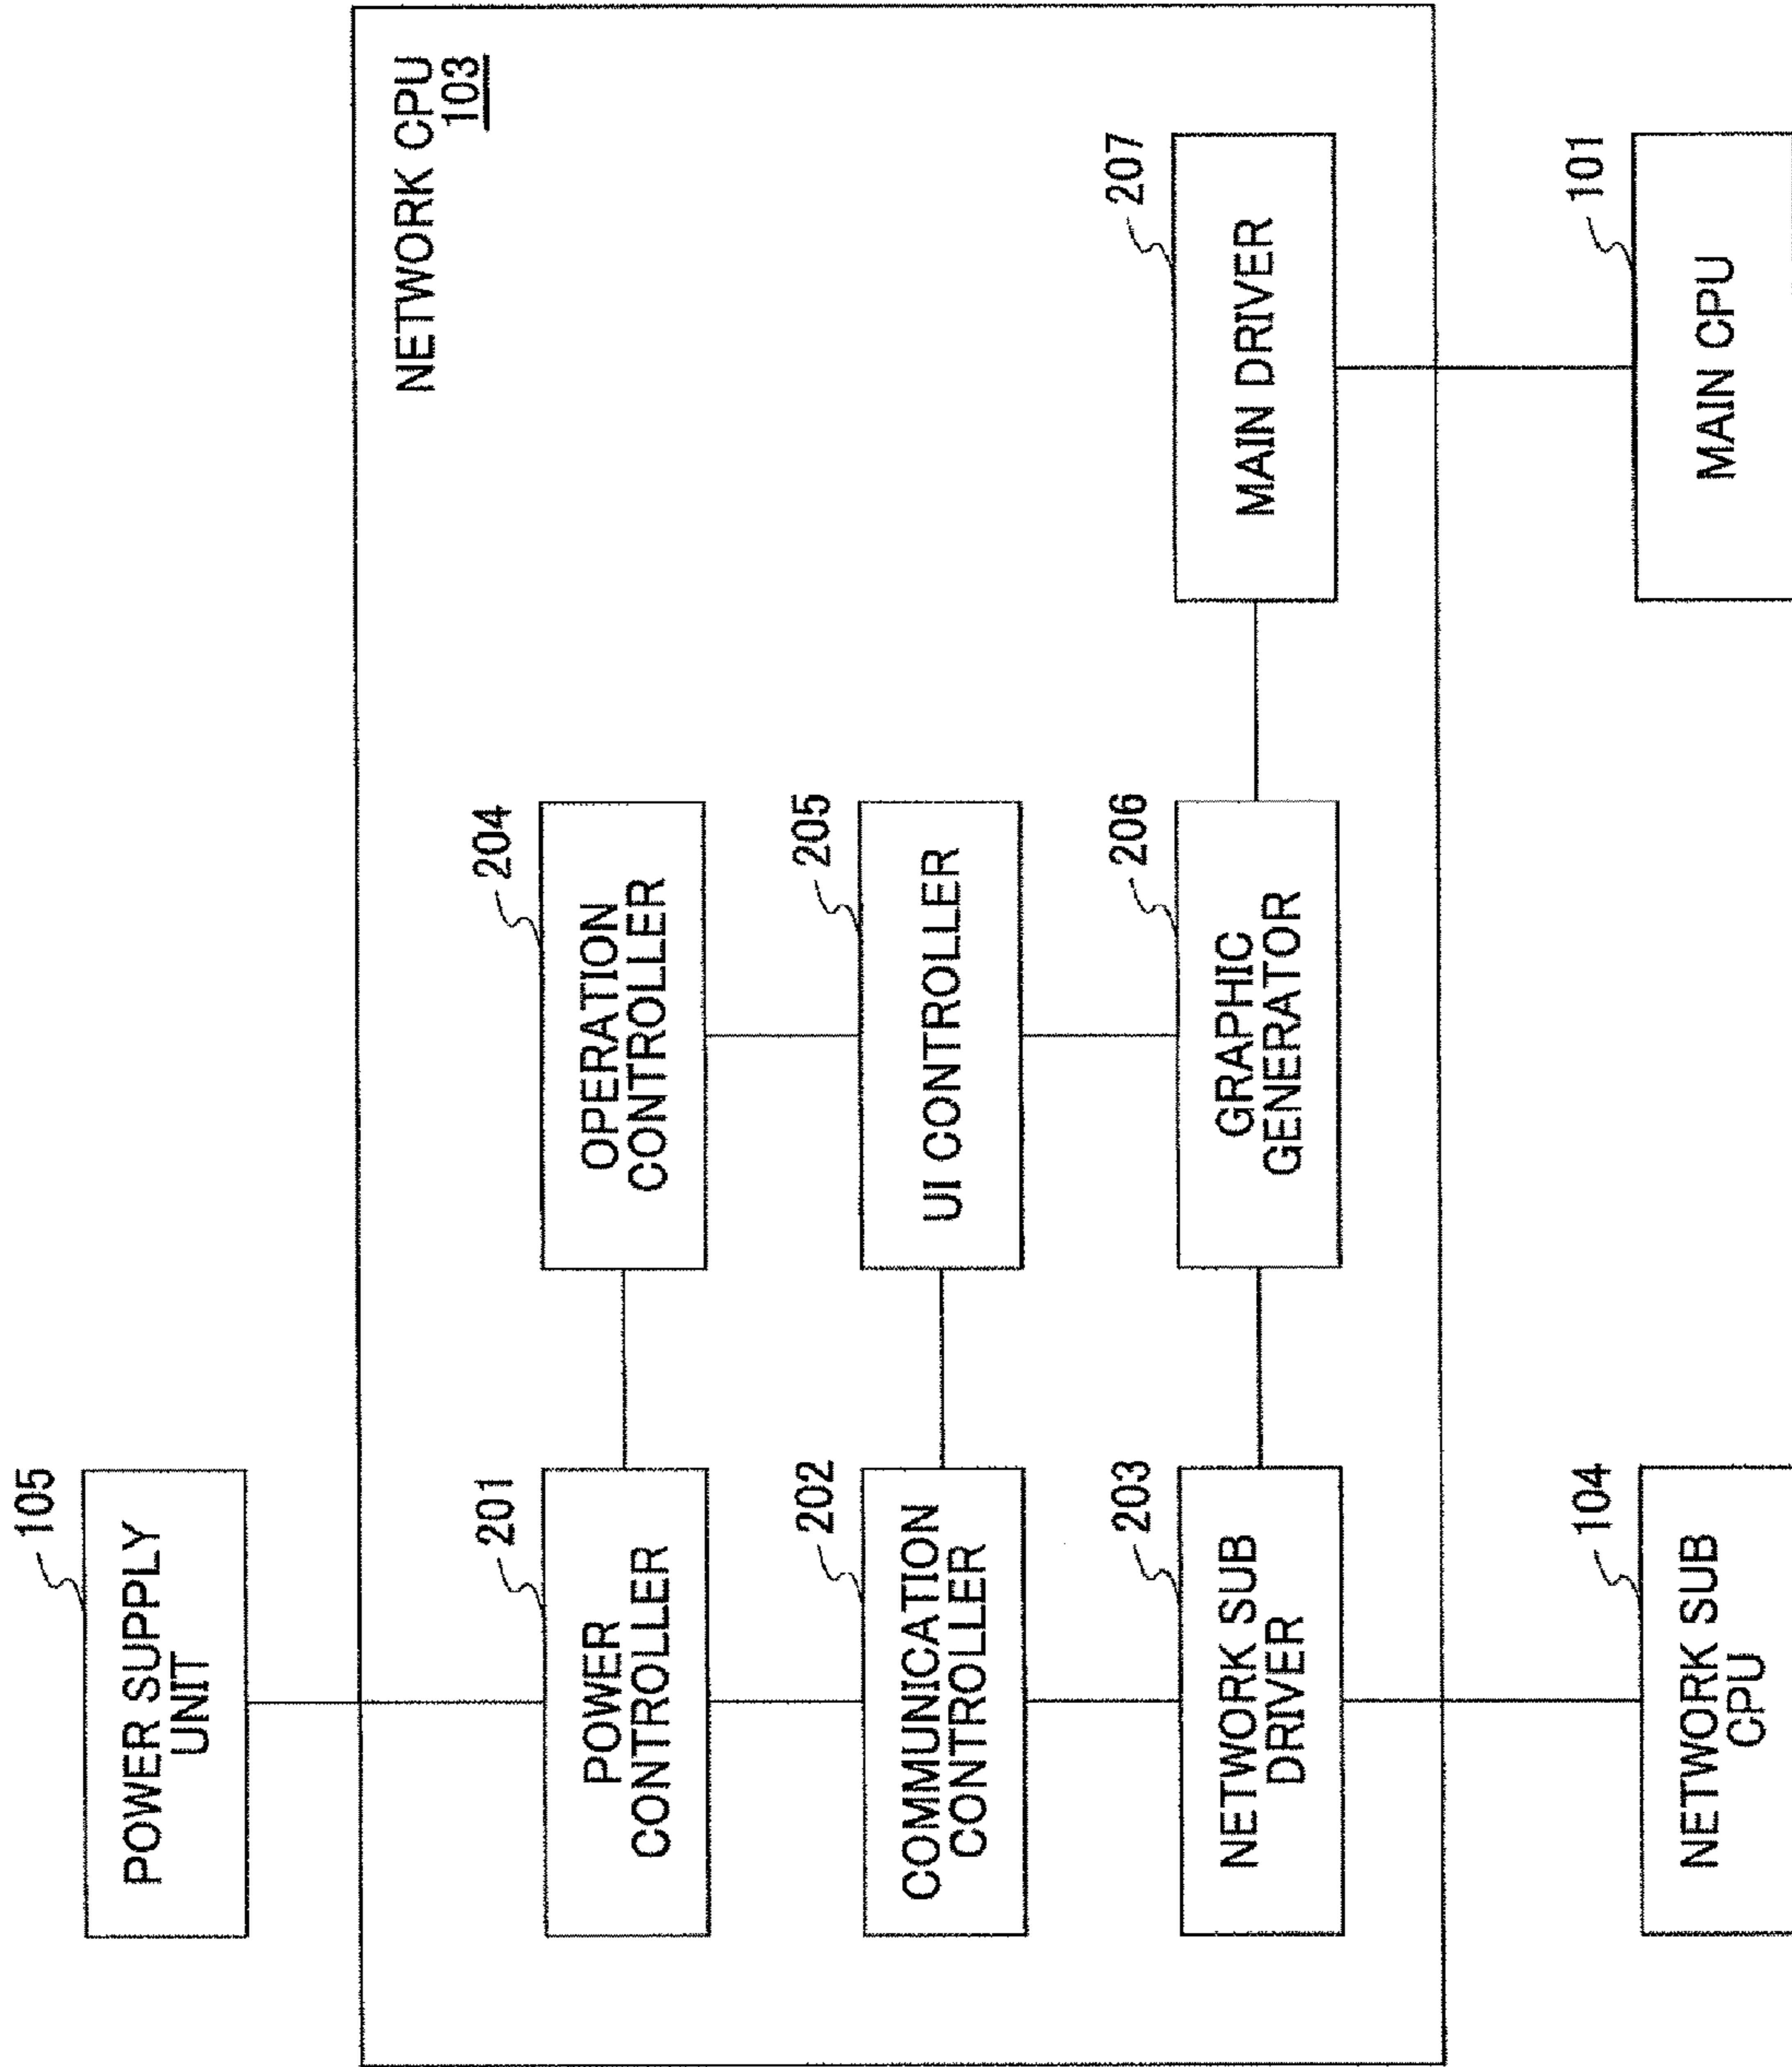 NETWORK CPU
103
105
POWER SUPPLY
UNIT
201
POWER
CONTROLLER
204
OPERATION
CONTROLLER
202
COMMUNICATION
CONTROLLER
205
UI CONTROLLER
203
NETWORK SUB
DRIVER
206
GRAPHIC
GENERATOR
207
MAIN DRIVER
104
NETWORK SUB
CPU
101
MAIN CPU